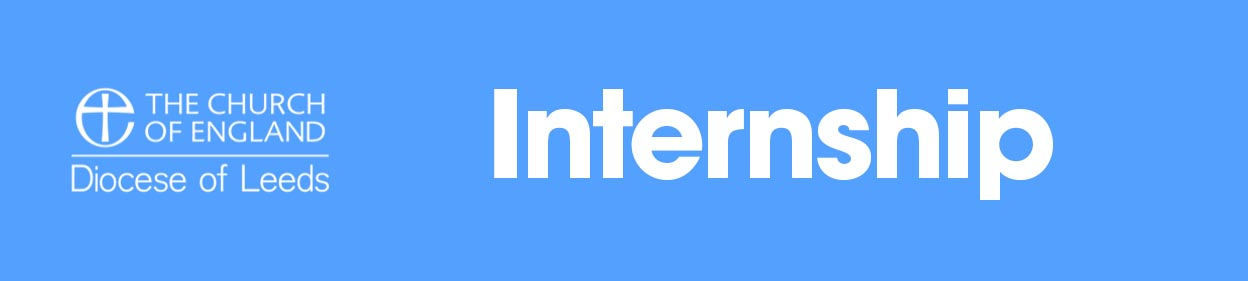 THE CHURCH
OF ENGLAND
Diocese of Leeds
Internship